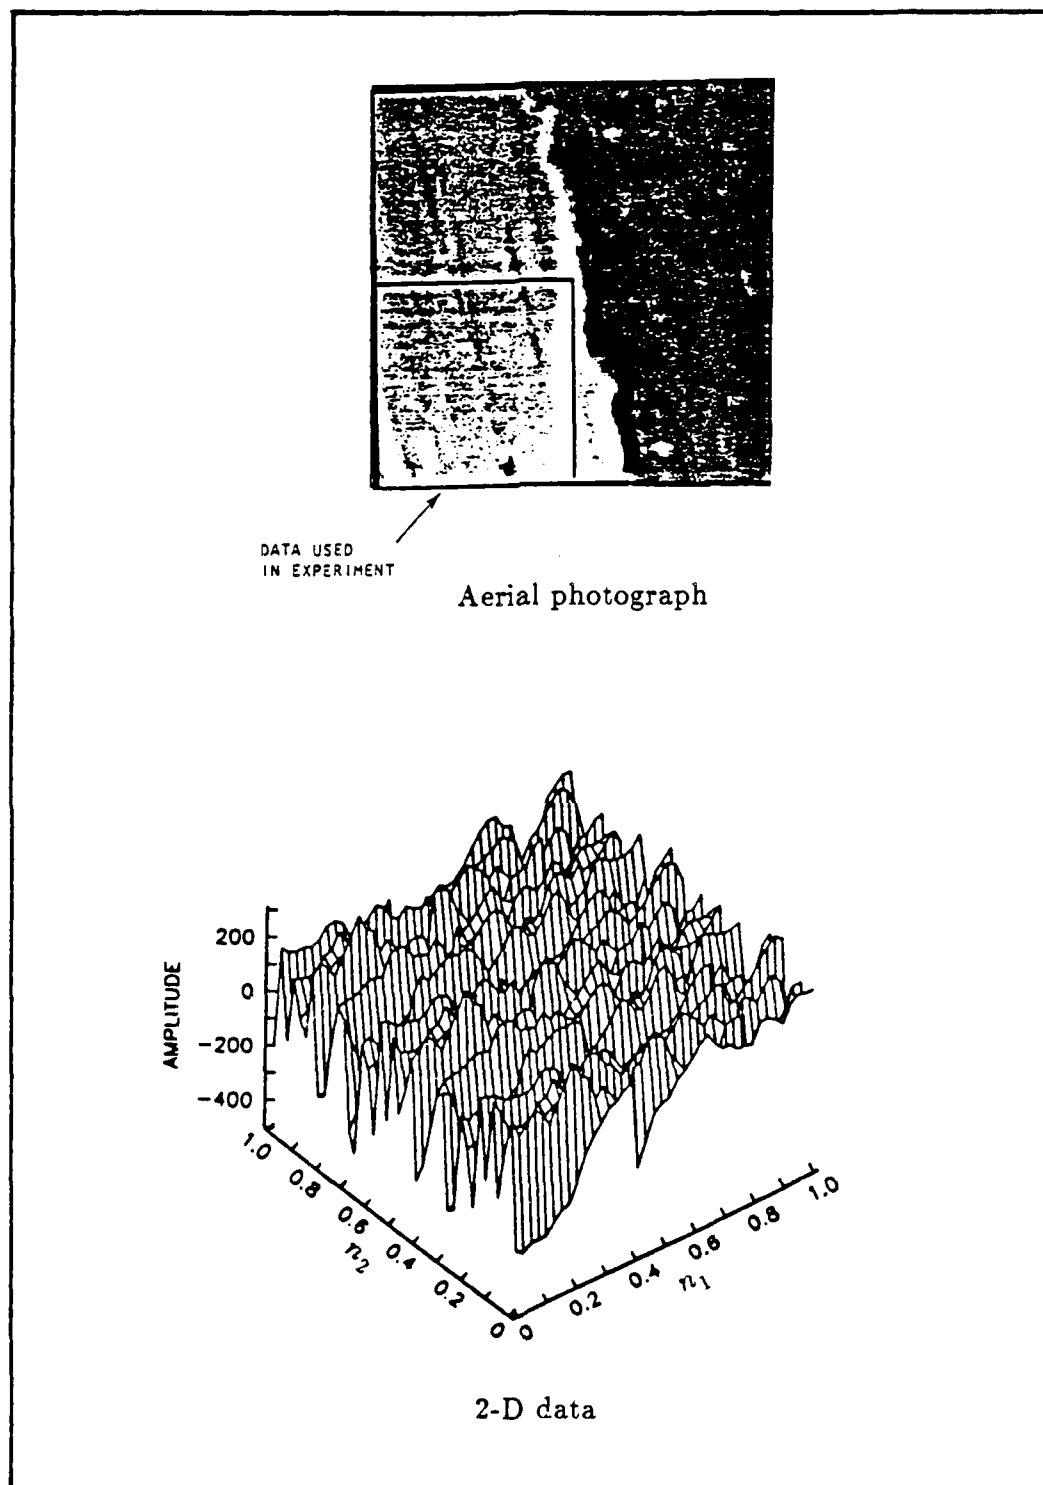 DATA USED
IN EXPERIMENT
Aerial photograph
AMPLITUDE
200
0
-200
-400
1.0
0.8
0.6
0.4
0.2
0
n2
0
0.2
0.4
0.6
0.8
1.0
n1
2-D data